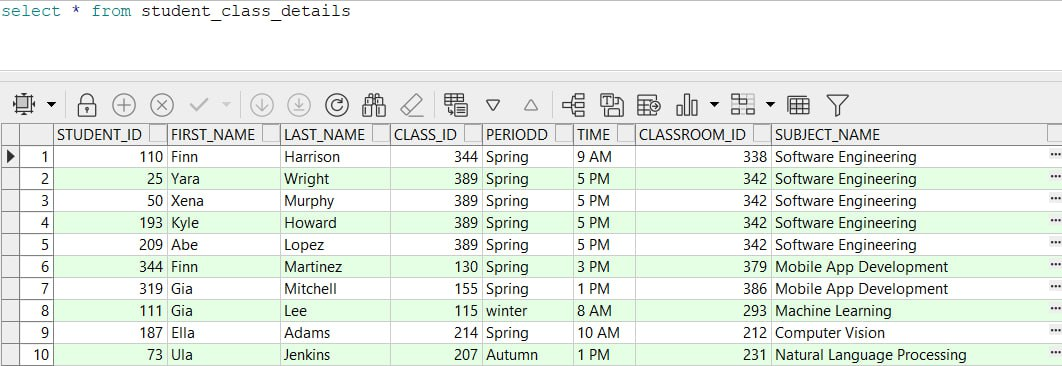 select * from student_class_details
STUDENT_ID FIRST_NAME LAST_NAME CLASS_ID PERIODD TIME CLASSROOM_ID SUBJECT_NAME
1 110 Finn Harrison 344 Spring 9 AM 338 Software Engineering ...
2 25 Yara Wright 389 Spring 5 PM 342 Software Engineering ...
3 50 Xena Murphy 389 Spring 5 PM 342 Software Engineering ...
4 193 Kyle Howard 389 Spring 5 PM 342 Software Engineering ...
5 209 Abe Lopez 389 Spring 5 PM 342 Software Engineering ...
6 344 Finn Martinez 130 Spring 3 PM 379 Mobile App Development ...
7 319 Gia Mitchell 155 Spring 1 PM 386 Mobile App Development ...
8 111 Gia Lee 115 winter 8 AM 293 Machine Learning ...
9 187 Ella Adams 214 Spring 10 AM 212 Computer Vision ...
10 73 Ula Jenkins 207 Autumn 1 PM 231 Natural Language Processing ...